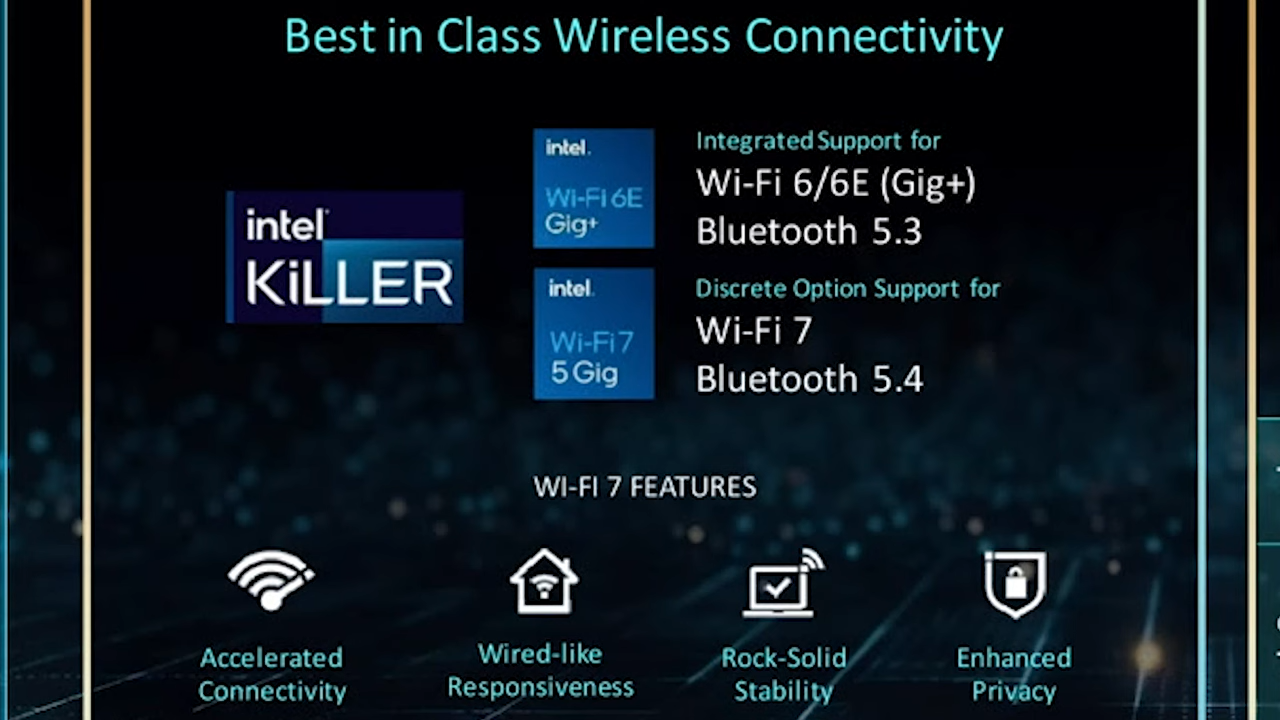 Best in Class Wireless Connectivity
intel
KiLLER
intel.
Wi-Fi 6E
Gig+
Integrated Support for
Wi-Fi 6/6E (Gig+)
Bluetooth 5.3
intel.
Wi-Fi 7
5 Gig
Discrete Option Support for
Wi-Fi 7
Bluetooth 5.4
WI-FI 7 FEATURES
Accelerated
Connectivity
Wired-like
Responsiveness
Rock-Solid
Stability
Enhanced
Privacy